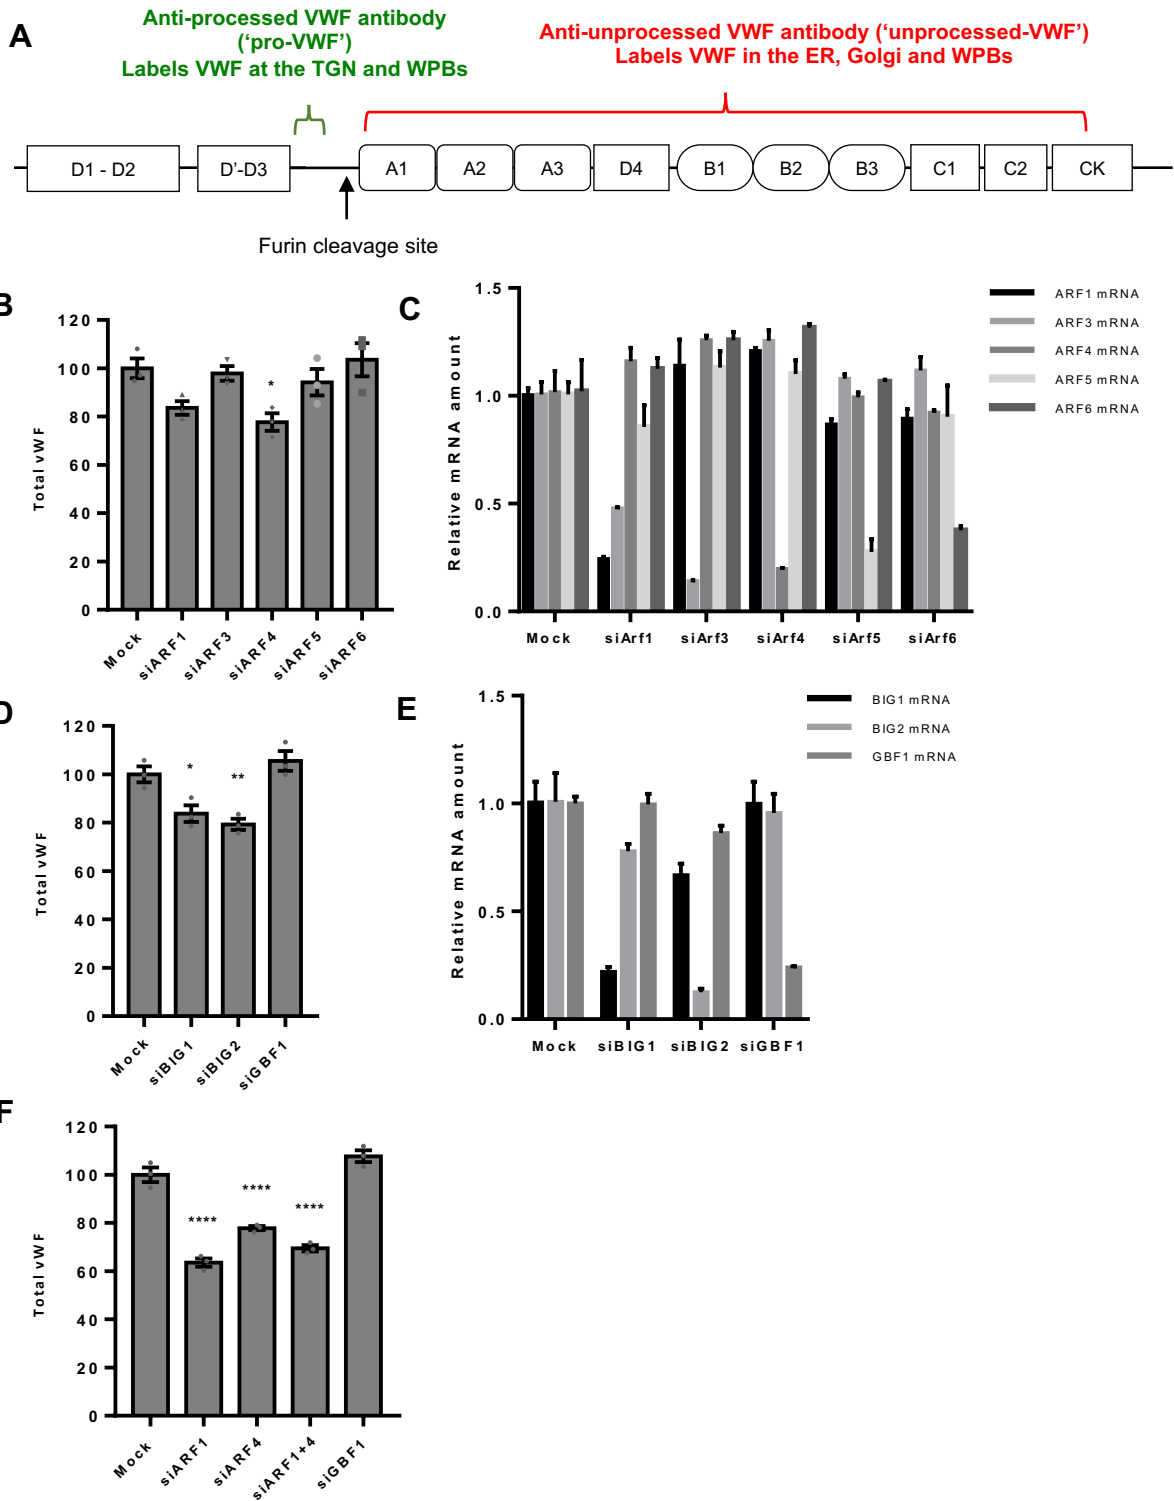 A
Anti-processed VWF antibody
('pro-VWF')
Labels VWF at the TGN and WPBs
Anti-unprocessed VWF antibody ('unprocessed-VWF')
Labels VWF in the ER, Golgi and WPBs
D1 - D2
D'-D3
A1
A2
A3
D4
B1
B2
B3
C1
C2
CK
Furin cleavage site
B
Total vWF
120
100
80
60
40
20
0
*
Mock
siARF1
siARF3
siARF4
siARF5
siARF6
C
Relative mRNA amount
1.5
1.0
0.5
0.0
Mock
siArf1
siArf3
siArf4
siArf5
siArf6
ARF1 mRNA
ARF3 mRNA
ARF4 mRNA
ARF5 mRNA
ARF6 mRNA
D
Total vWF
120
100
80
60
40
20
0
*
**
Mock
siBIG1
siBIG2
siGBF1
E
Relative mRNA amount
1.5
1.0
0.5
0.0
Mock
siBIG1
siBIG2
siGBF1
BIG1 mRNA
BIG2 mRNA
GBF1 mRNA
F
Total vWF
120
100
80
60
40
20
0
****
****
****
Mock
siARF1
siARF4
siARF1+4
siGBF1